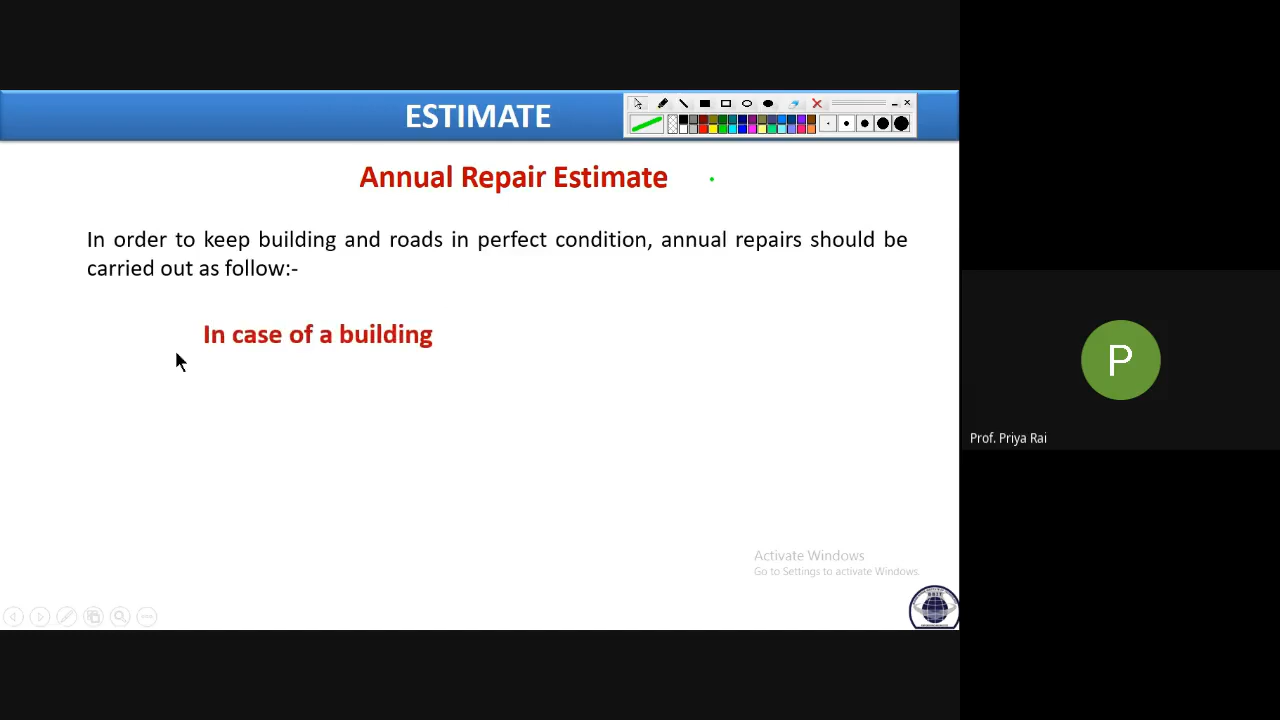 ESTIMATE
Annual Repair Estimate
In order to keep building and roads in perfect condition, annual repairs should be
carried out as follow:-
In case of a building
P
Prof. Priya Rai
Activate Windows
Go to Settings to activate Windows.